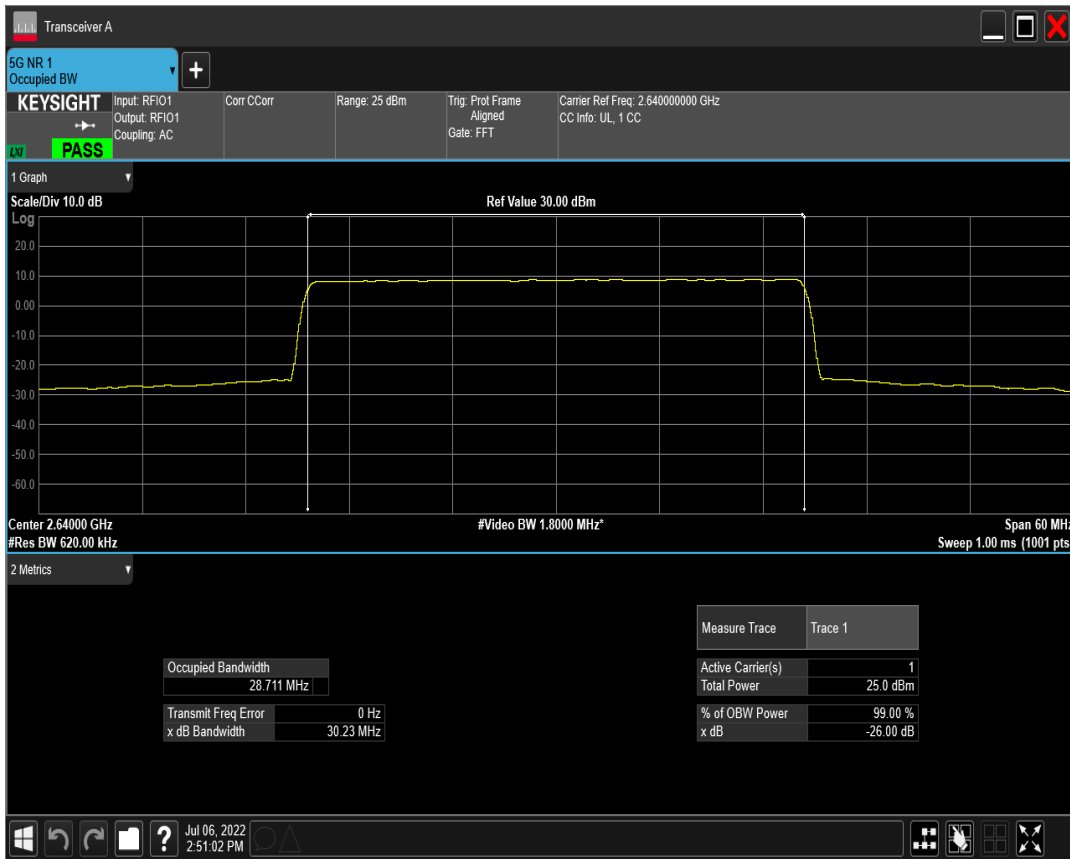 Transceiver A
5G NR 1
Occupied BW
KEYSIGHT
LXI
PASS
Input: RFIO1
Output: RFIO1
Coupling: AC
Corr CCorr
Range: 25 dBm
Trig: Prot Frame
Aligned
Gate: FFT
Carrier Ref Freq: 2.640000000 GHz
CC Info: UL, 1 CC
1 Graph
Scale/Div 10.0 dB
Ref Value 30.00 dBm
Log
20.0
10.0
0.00
-10.0
-20.0
-30.0
-40.0
-50.0
-60.0
Center 2.64000 GHz
#Video BW 1.8000 MHz*
Span 60 MHz
#Res BW 620.00 kHz
Sweep 1.00 ms (1001 pts
2 Metrics
Measure Trace Trace 1
Occupied Bandwidth
28.711 MHz
Active Carrier(s) 1
Total Power 25.0 dBm
Transmit Freq Error 0 Hz
x dB Bandwidth 30.23 MHz
% of OBW Power 99.00 %
x dB -26.00 dB
?
Jul 06, 2022
2:51:02 PM